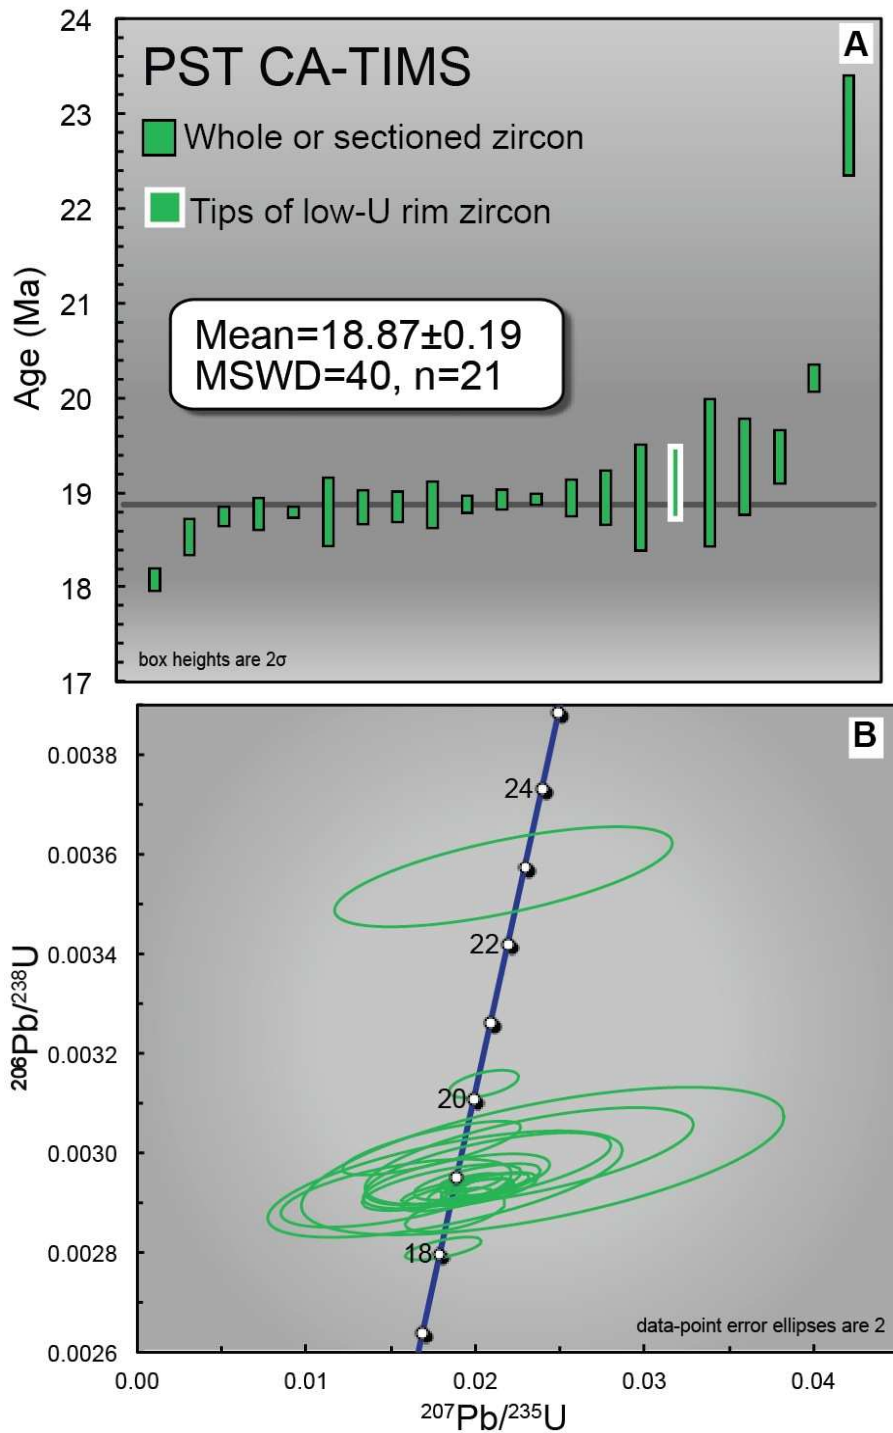 24
A
PST CA-TIMS
23
Whole or sectioned zircon
22
Tips of low-U rim zircon
21
Mean=18.87±0.19
MSWD=40, n=21
20
19
18
box heights are 2σ
17
Age (Ma)
B
0.0038
24
0.0036
0.0034
22
0.0032
20
0.0030
0.0028
18
data-point error ellipses are 2
0.0026
0.00
0.01
0.02
0.03
0.04
²⁰⁶Pb/²³⁸U
²⁰⁷Pb/²³⁵U